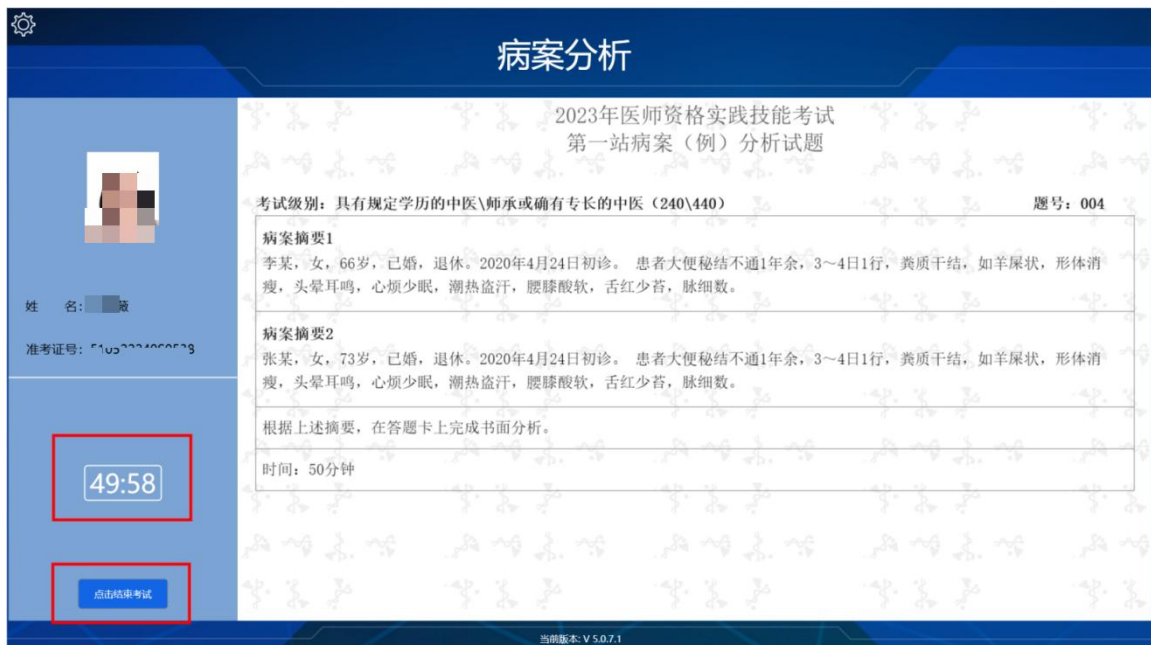 病案分析
2023年医师资格实践技能考试
第一站病案（例）分析试题
考试级别：具有规定学历的中医\师承或确有专长的中医（240\440）
题号：004
病案摘要1
李某，女，66岁，已婚，退休。2020年4月24日初诊。 患者大便秘结不通1年余，3～4日1行，粪质干结，如羊屎状，形体消
瘦，头晕耳鸣，心烦少眠，潮热盗汗，腰膝酸软，舌红少苔，脉细数。
病案摘要2
张某，女，73岁，已婚，退休。2020年4月24日初诊。 患者大便秘结不通1年余，3～4日1行，粪质干结，如羊屎状，形体消
瘦，头晕耳鸣，心烦少眠，潮热盗汗，腰膝酸软，舌红少苔，脉细数。
根据上述摘要，在答题卡上完成书面分析。
时间：50分钟
姓 名：
准考证号：
49:58
点击结束考试
当前版本: V 5.0.7.1